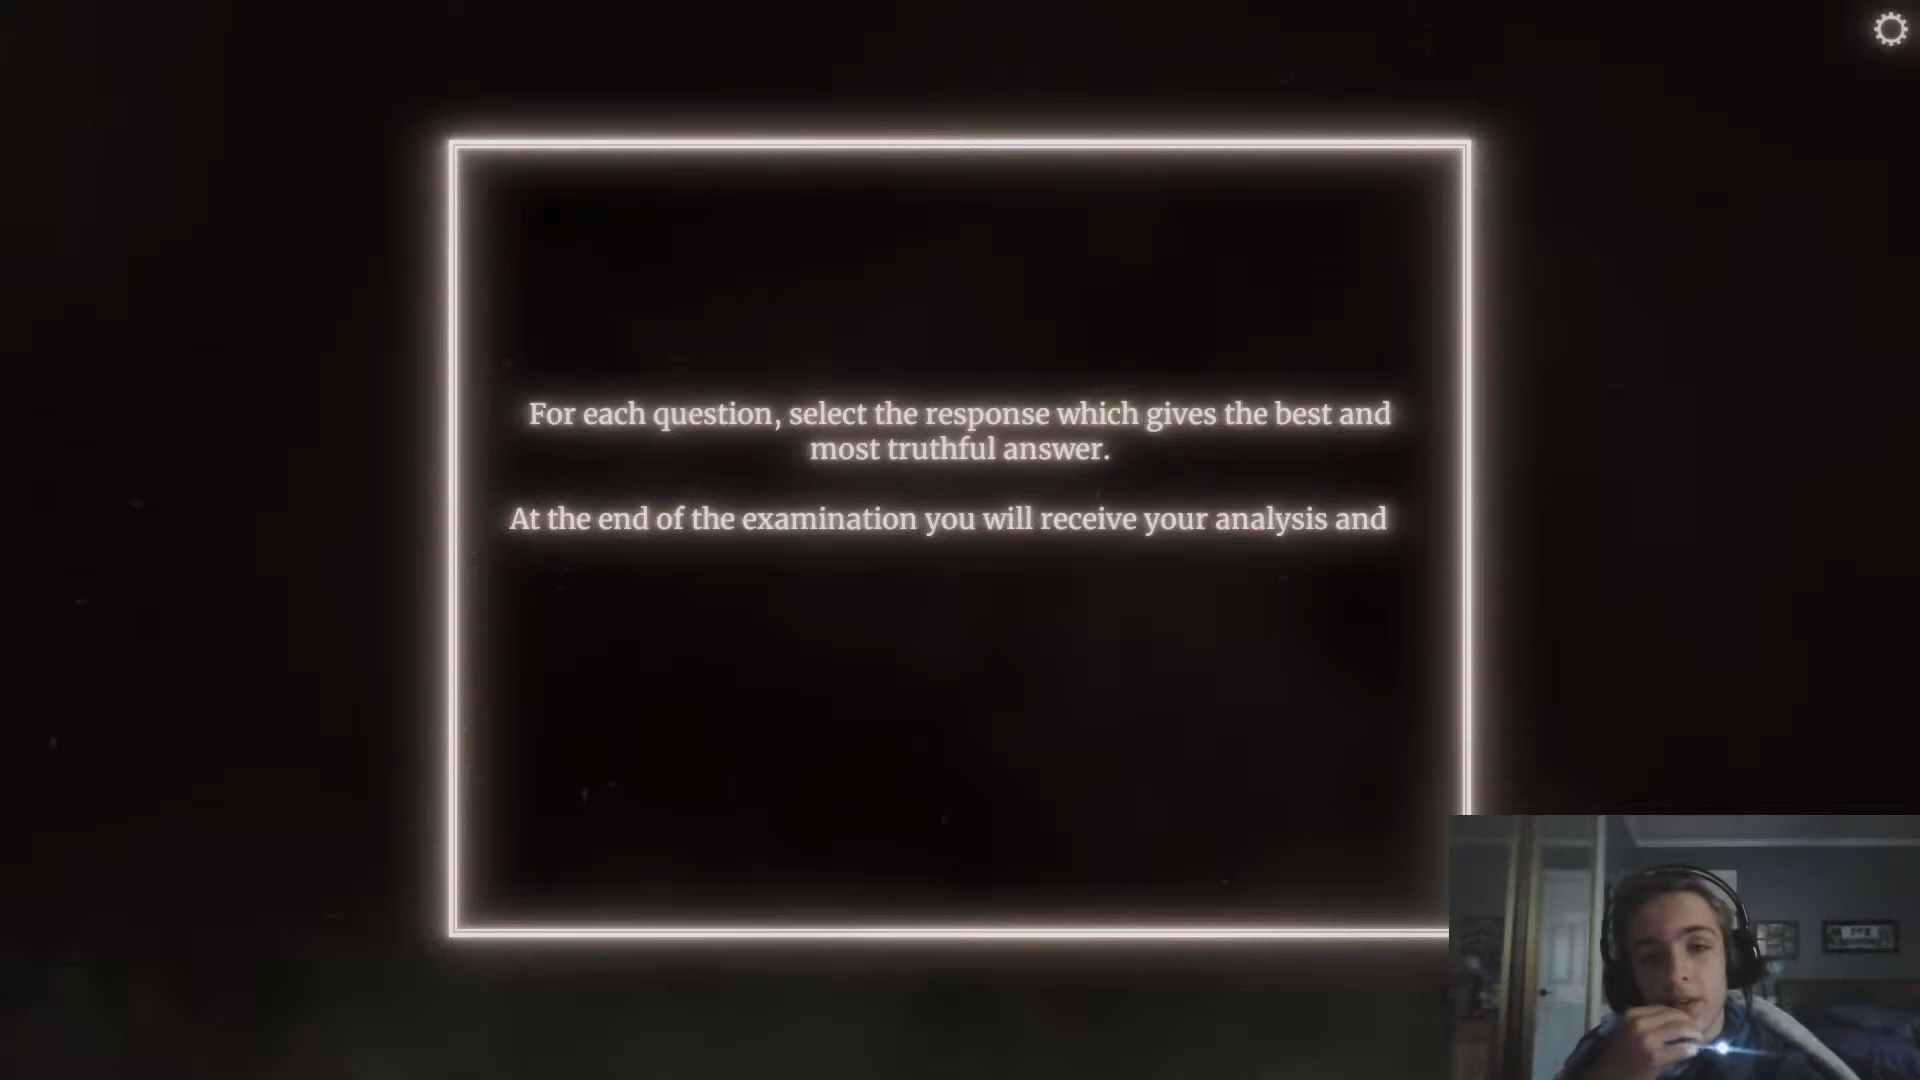 For each question, select the response which gives the best and
most truthful answer.
At the end of the examination you will receive your analysis and